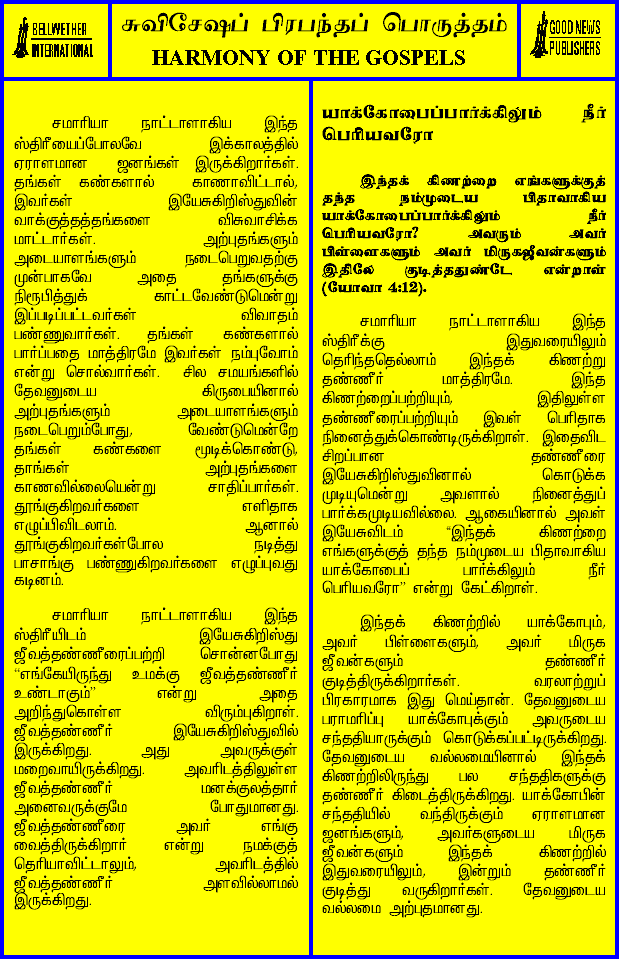 BELLWETHER
INTERNATIONAL
சுவிசேஷப் பிரபந்தப் பொருத்தம்
HARMONY OF THE GOSPELS
GOOD NEWS
PUBLISHERS
சமாரியா நாட்டாளாகிய இந்த
ஸ்திரீயைப்போலவே இக்காலத்தில்
ஏராளமான ஜனங்கள் இருக்கிறார்கள்.
தங்கள் கண்களால் காணாவிட்டால்,
இவர்கள் இயேசுகிறிஸ்துவின்
வாக்குத்தத்தங்களை விசுவாசிக்க
மாட்டார்கள். அற்புதங்களும்
அடையாளங்களும் நடைபெறுவதற்கு
முன்பாகவே அதை தங்களுக்கு
நிரூபித்துக் காட்டவேண்டுமென்று
இப்படிப்பட்டவர்கள் விவாதம்
பண்ணுவார்கள். தங்கள் கண்களால்
பார்ப்பதை மாத்திரமே இவர்கள் நம்புவோம்
என்று சொல்வார்கள். சில சமயங்களில்
தேவனுடைய கிருபையினால்
அற்புதங்களும் அடையாளங்களும்
நடைபெறும்போது, வேண்டுமென்றே
தங்கள் கண்களை மூடிக்கொண்டு,
தாங்கள் அற்புதங்களை
காணவில்லையென்று சாதிப்பார்கள்.
தூங்குகிறவர்களை எளிதாக
எழுப்பிவிடலாம். ஆனால்
தூங்குகிறவர்கள்போல நடித்து
பாசாங்கு பண்ணுகிறவர்களை எழுப்புவது
கடினம்.
சமாரியா நாட்டாளாகிய இந்த
ஸ்திரீயிடம் இயேசுகிறிஸ்து
ஜீவத்தண்ணீரைப்பற்றி சொன்னபோது
“எங்கேயிருந்து உமக்கு ஜீவத்தண்ணீர்
உண்டாகும்” என்று அதை
அறிந்துகொள்ள விரும்புகிறாள்.
ஜீவத்தண்ணீர் இயேசுகிறிஸ்துவில்
இருக்கிறது. அது அவருக்குள்
மறைவாயிருக்கிறது. அவரிடத்திலுள்ள
ஜீவத்தண்ணீர் மனக்குலத்தார்
அனைவருக்குமே போதுமானது.
ஜீவத்தண்ணீரை அவர் எங்கு
வைத்திருக்கிறார் என்று நமக்குத்
தெரியாவிட்டாலும், அவரிடத்தில்
ஜீவத்தண்ணீர் அளவில்லாமல்
இருக்கிறது.
யாக்கோபைப்பார்க்கிலும் நீர்
பெரியவரோ
இந்தக் கிணற்றை எங்களுக்குத்
தந்த நம்முடைய பிதாவாகிய
யாக்கோபைப்பார்க்கிலும் நீர்
பெரியவரோ? அவரும் அவர்
பிள்ளைகளும் அவர் மிருகஜீவன்களும்
இதிலே குடித்ததுண்டே என்றாள்
(யோவா 4:12).
சமாரியா நாட்டாளாகிய இந்த
ஸ்திரீக்கு இதுவரையிலும்
தெரிந்ததெல்லாம் இந்தக் கிணற்று
தண்ணீர் மாத்திரமே. இந்த
கிணற்றைப்பற்றியும், இதிலுள்ள
தண்ணீரைப்பற்றியும் இவள் பெரிதாக
நினைத்துக்கொண்டிருக்கிறாள். இதைவிட
சிறப்பான தண்ணீரை
இயேசுகிறிஸ்துவினால் கொடுக்க
முடியுமென்று அவளால் நினைத்துப்
பார்க்கமுடியவில்லை. ஆகையினால் அவள்
இயேசுவிடம் “இந்தக் கிணற்றை
எங்களுக்குத் தந்த நம்முடைய பிதாவாகிய
யாக்கோபைப் பார்க்கிலும் நீர்
பெரியவரோ” என்று கேட்கிறாள்.
இந்தக் கிணற்றில் யாக்கோபும்,
அவர் பிள்ளைகளும், அவர் மிருக
ஜீவன்களும் தண்ணீர்
குடித்திருக்கிறார்கள். வரலாற்றுப்
பிரகாரமாக இது மெய்தான். தேவனுடைய
பராமரிப்பு யாக்கோபுக்கும் அவருடைய
சந்ததியாருக்கும் கொடுக்கப்பட்டிருக்கிறது.
தேவனுடைய வல்லமையினால் இந்தக்
கிணற்றிலிருந்து பல சந்ததிகளுக்கு
தண்ணீர் கிடைத்திருக்கிறது. யாக்கோபின்
சந்ததியில் வந்திருக்கும் ஏராளமான
ஜனங்களும், அவர்களுடைய மிருக
ஜீவன்களும் இந்தக் கிணற்றில்
இதுவரையிலும், இன்றும் தண்ணீர்
குடித்து வருகிறார்கள். தேவனுடைய
வல்லமை அற்புதமானது.